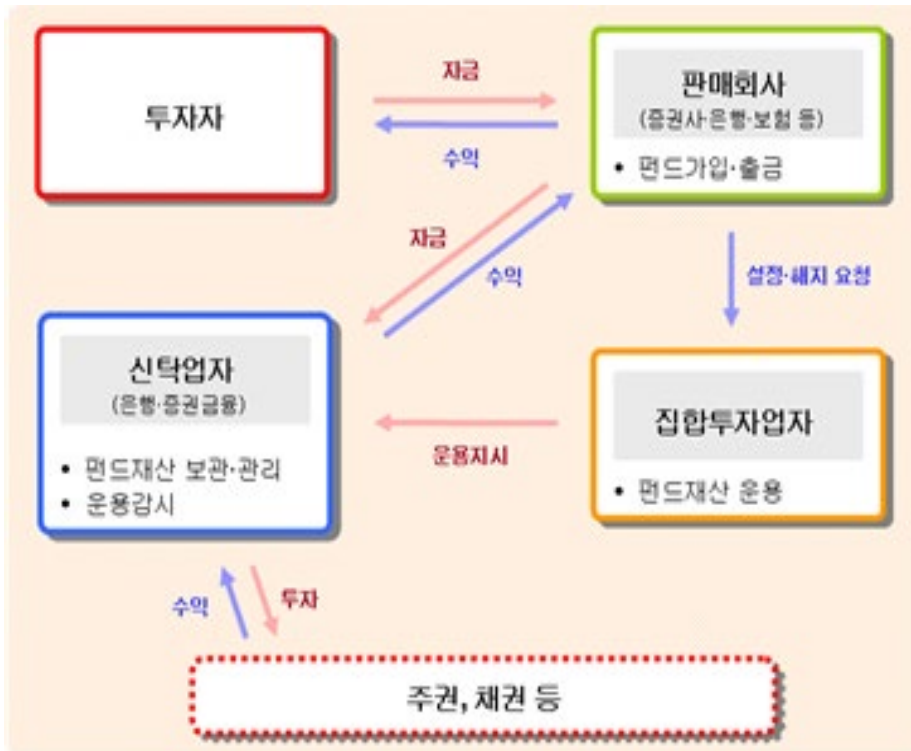 투자자
자금
수익
판매회사
(증권사·은행·보험 등)
• 펀드가입·출금
자금
수익
설정·해지 요청
신탁업자
(은행·증권금융)
• 펀드재산 보관·관리
• 운용감시
운용지시
집합투자업자
• 펀드재산 운용
수익
투자
주권, 채권 등